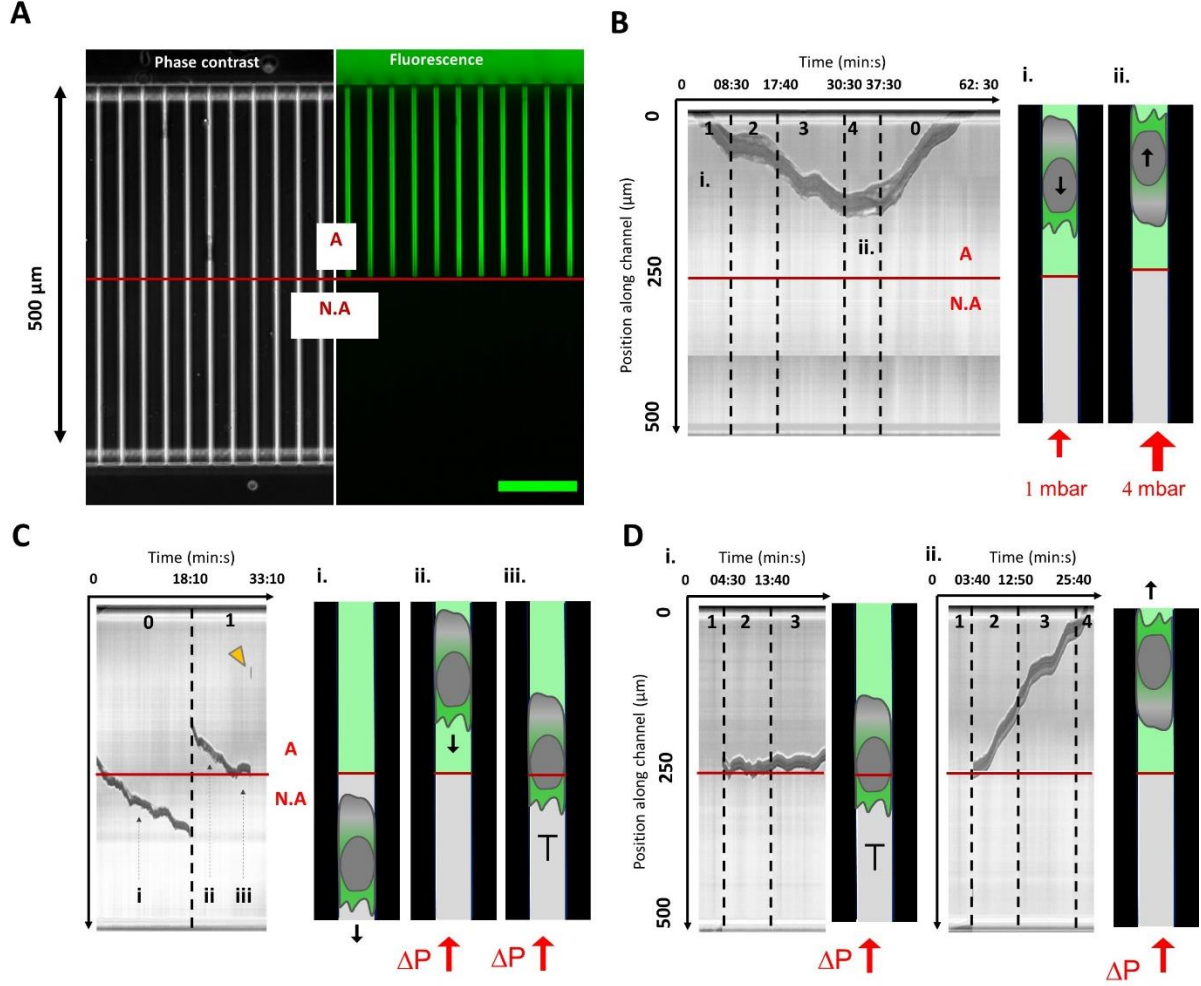 A
Phase contrast
Fluorescence
500 µm
A
N.A
B
Time (min:s)
0
08:30
17:40
30:30
37:30
62: 30
Position along channel (µm)
0
250
500
1
2
3
4
0
i.
ii.
A
N.A
i.
ii.
1 mbar
4 mbar
C
Time (min:s)
0
18:10
33:10
0
1
A
N.A
i
ii
iii
i.
ii.
iii.
ΔP
ΔP
D
i.
Time (min:s)
0
04:30
13:40
Position along channel (µm)
0
250
500
1
2
3
ΔP
ii.
Time (min:s)
0
03:40
12:50
25:40
1
2
3
4
ΔP